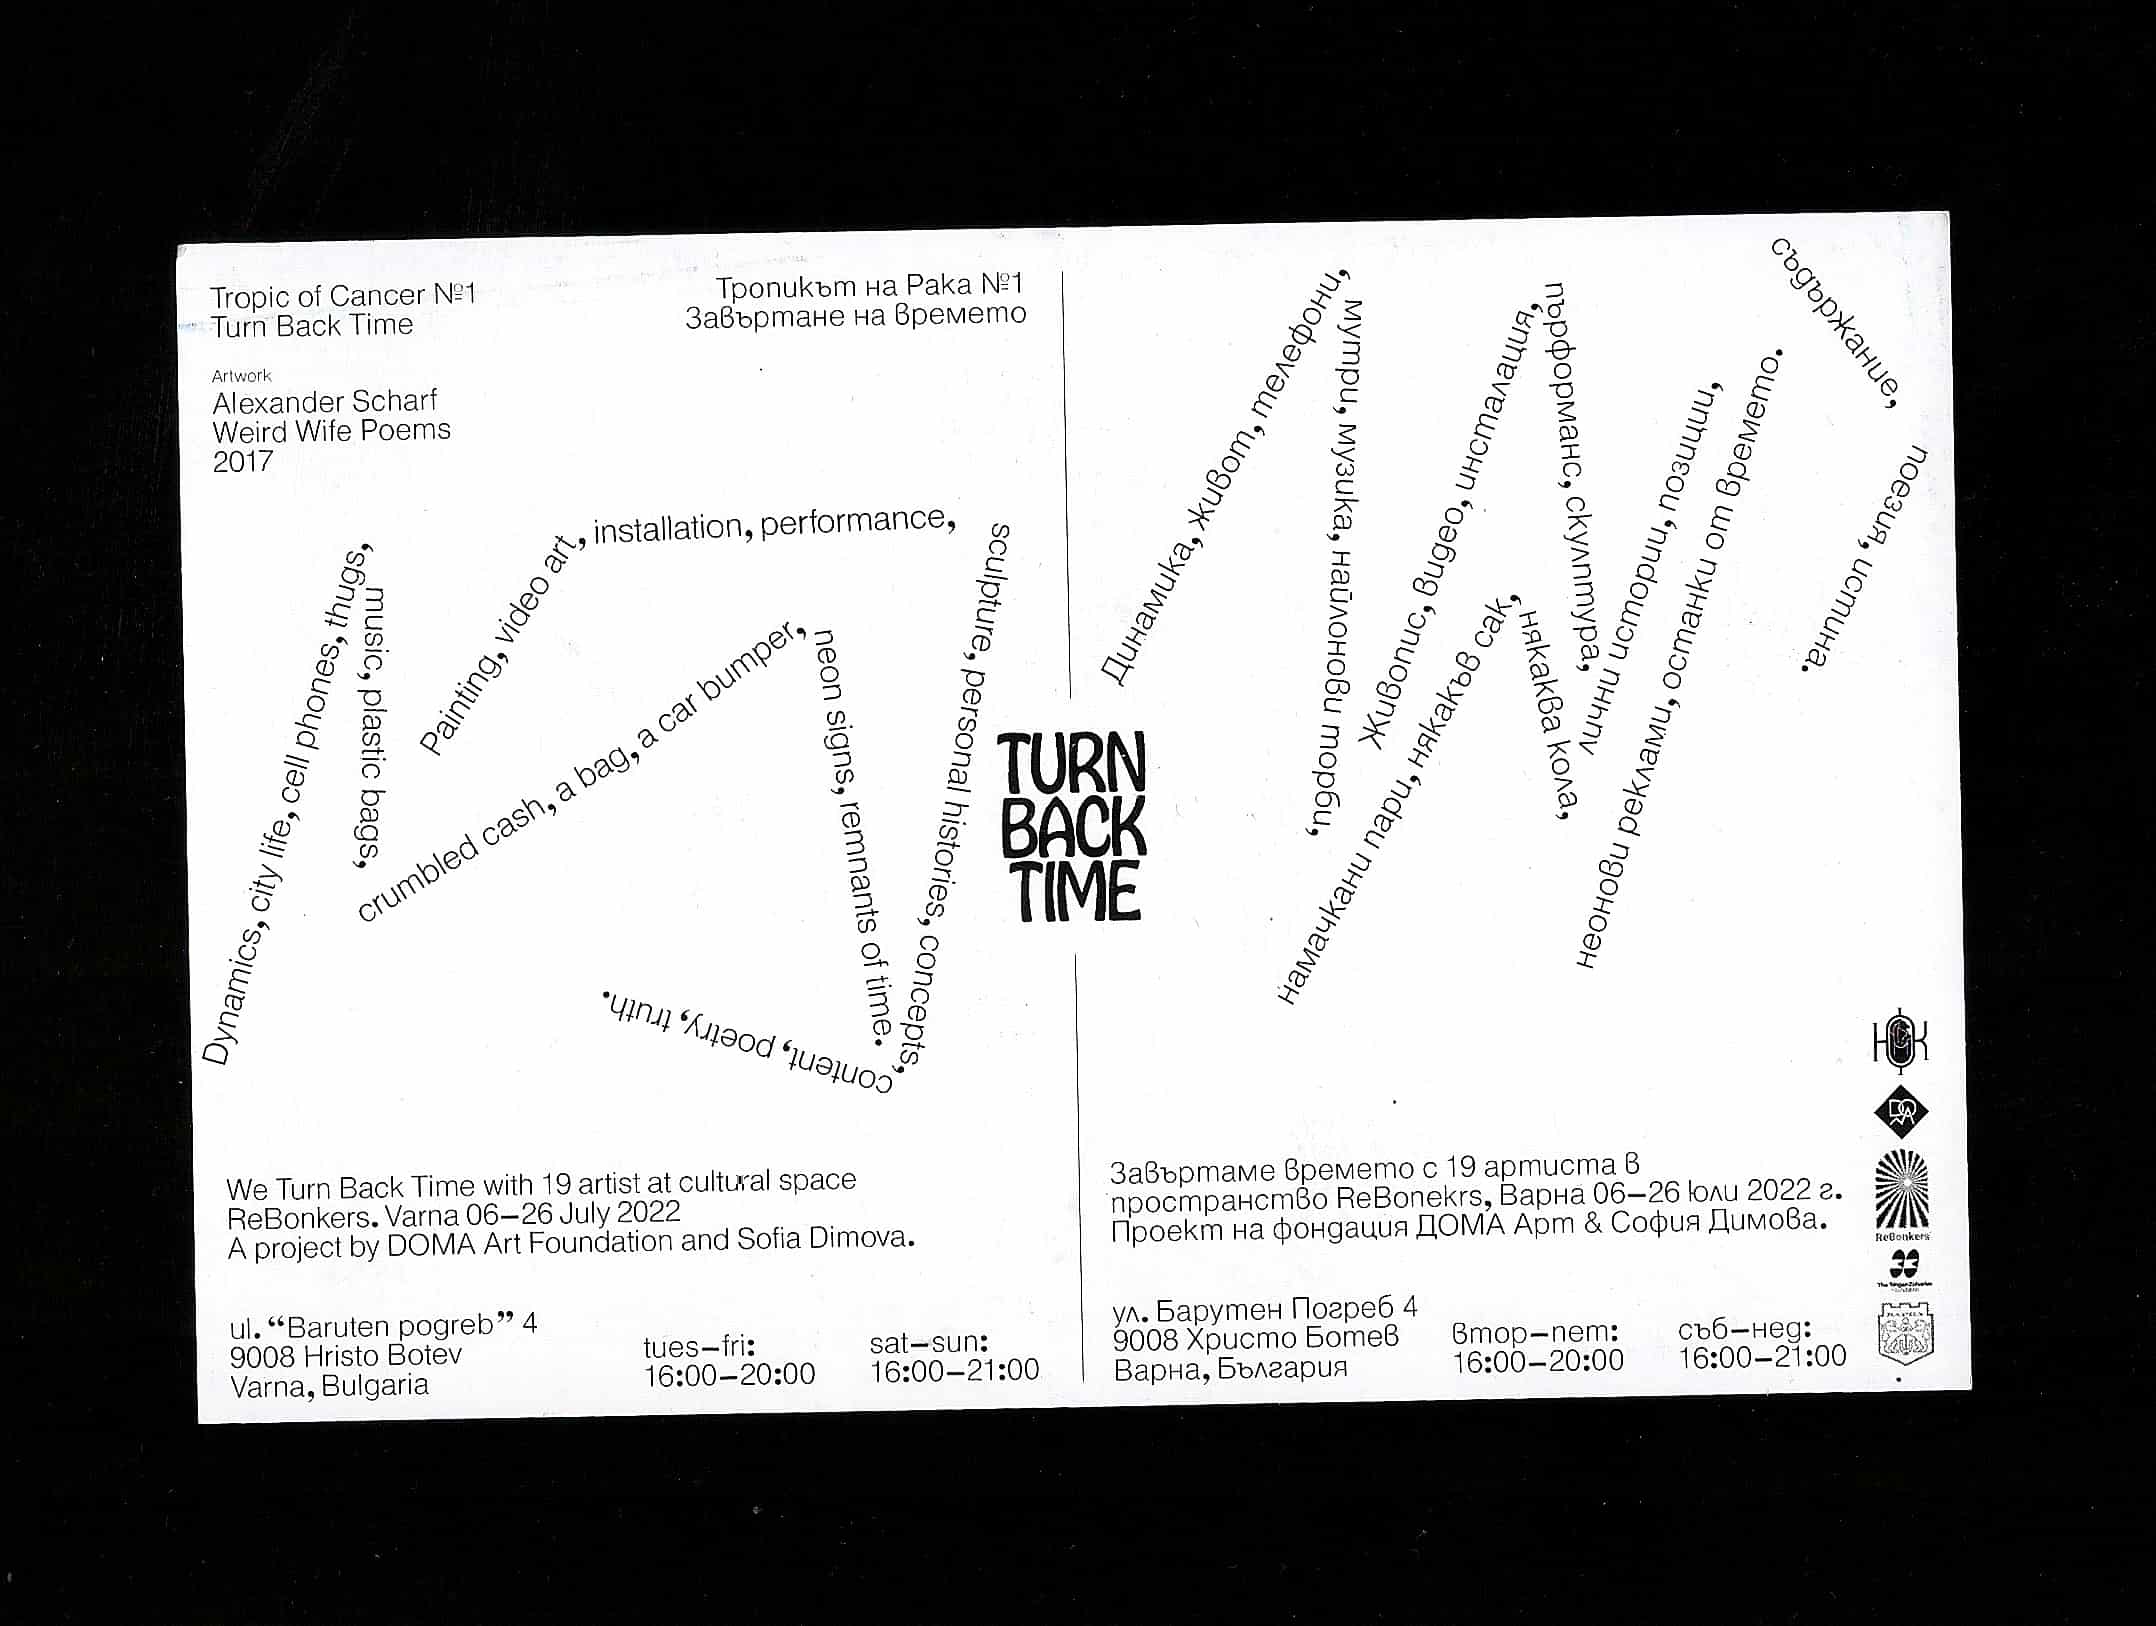 Tropic of Cancer №1
Turn Back Time
Тропикът на Рака №1
Завъртане на времето
Artwork
Alexander Scharf
Weird Wife Poems
2017
Dynamics, city life, cell phones, thugs,
music, plastic bags,
crumbled cash, a bag, a car bumper,
neon signs, remnants of time.
Painting, video art,
installation, performance,
sculpture, personal histories, concepts,
content, poetry, truth.
TURN
BACK
TIME
Динамика, живот, телефони,
мутри, музика, найлонови торби,
намачкани пари, някакъв сак,
някаква кола,
неонови реклами, останки от времето.
Живопис, видео, инсталация,
пърформанс, скулптура,
лични истории, позиции,
съдържание,
поезия, истина.
We Turn Back Time with 19 artist at cultural space
ReBonkers. Varna 06–26 July 2022
A project by DOMA Art Foundation and Sofia Dimova.
ul. “Baruten pogreb” 4
9008 Hristo Botev
Varna, Bulgaria
tues–fri:
16:00–20:00
sat–sun:
16:00–21:00
Завъртаме времето с 19 артиста в
пространство ReBonekrs, Варна 06–26 Юли 2022 г.
Проект на фондация ДОМА Арт & София Димова.
ул. Барутен Погреб 4
9008 Христо Ботев
Варна, България
втор–пет:
16:00–20:00
съб–нед:
16:00–21:00
ReBonkers